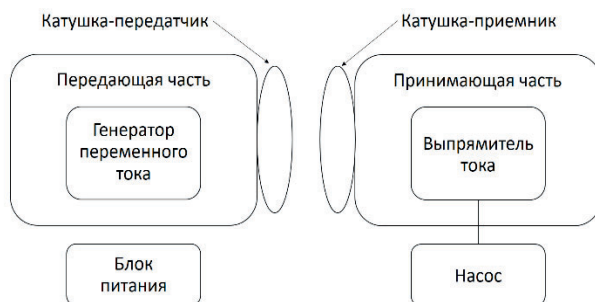 Катушка-передатчик
Катушка-приемник
Передающая часть
Генератор
переменного
тока
Принимающая часть
Выпрямитель
тока
Блок
питания
Насос